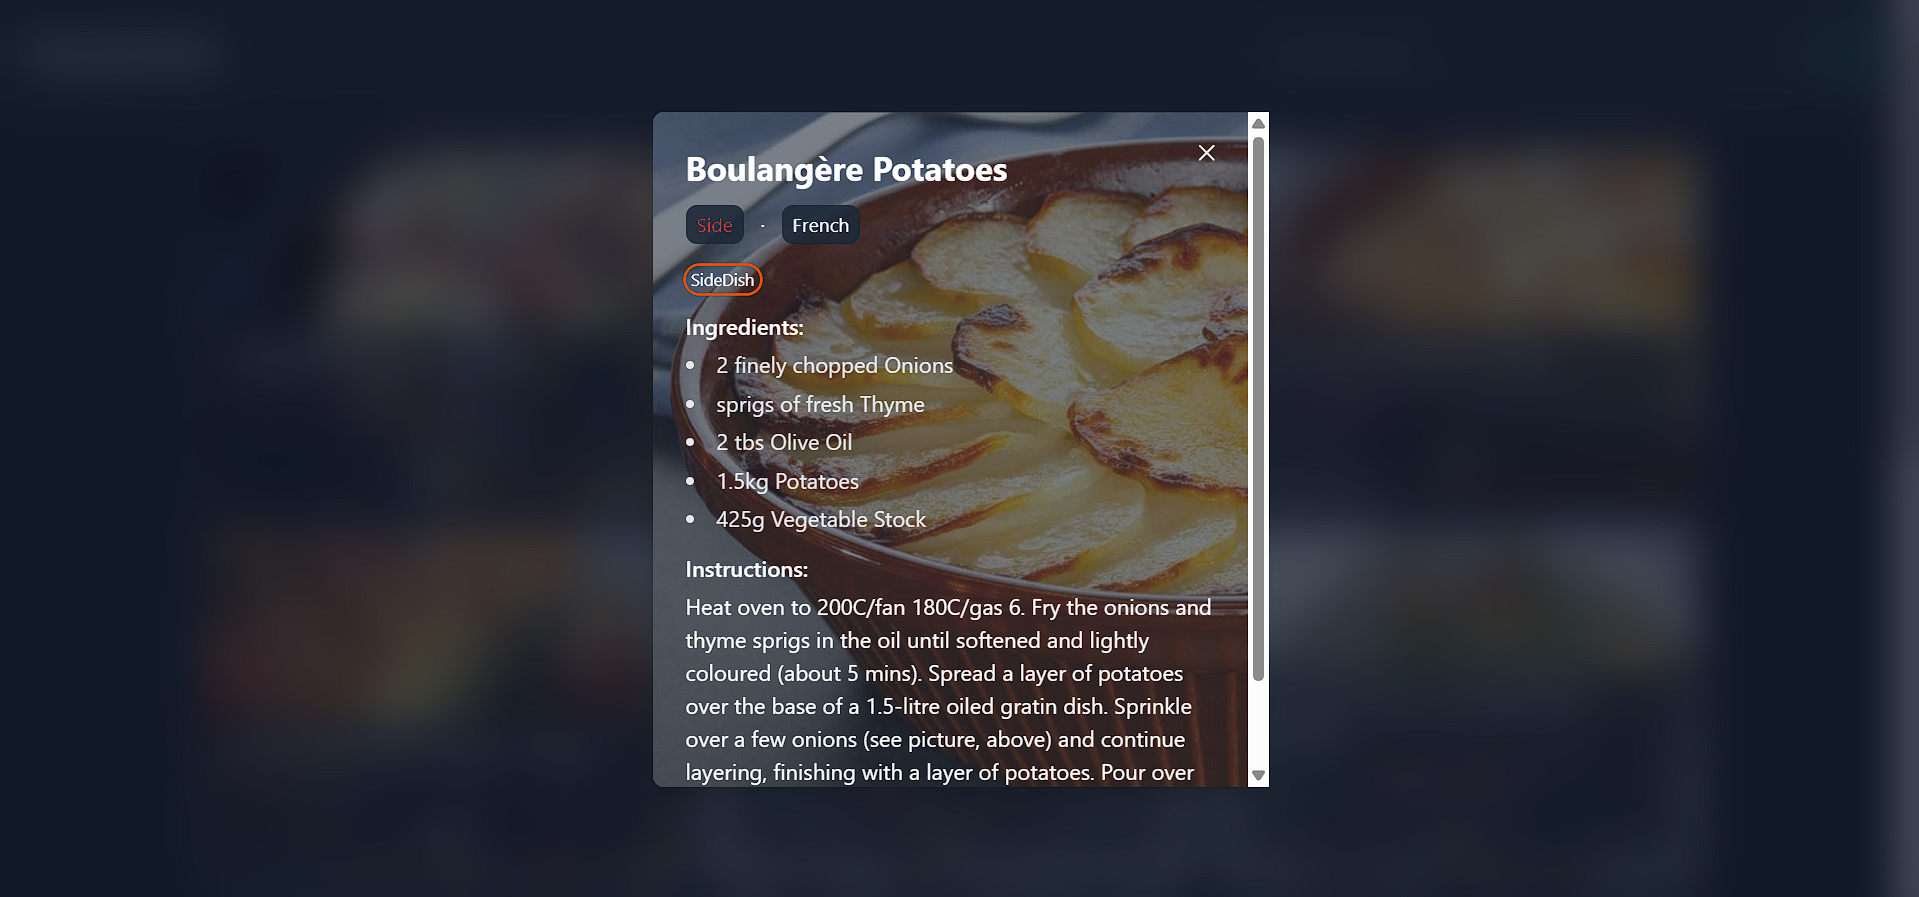 Boulangère Potatoes
Side · French
SideDish
Ingredients:
• 2 finely chopped Onions
• sprigs of fresh Thyme
• 2 tbs Olive Oil
• 1.5kg Potatoes
• 425g Vegetable Stock
Instructions:
Heat oven to 200C/fan 180C/gas 6. Fry the onions and
thyme sprigs in the oil until softened and lightly
coloured (about 5 mins). Spread a layer of potatoes
over the base of a 1.5-litre oiled gratin dish. Sprinkle
over a few onions (see picture, above) and continue
layering, finishing with a layer of potatoes. Pour over